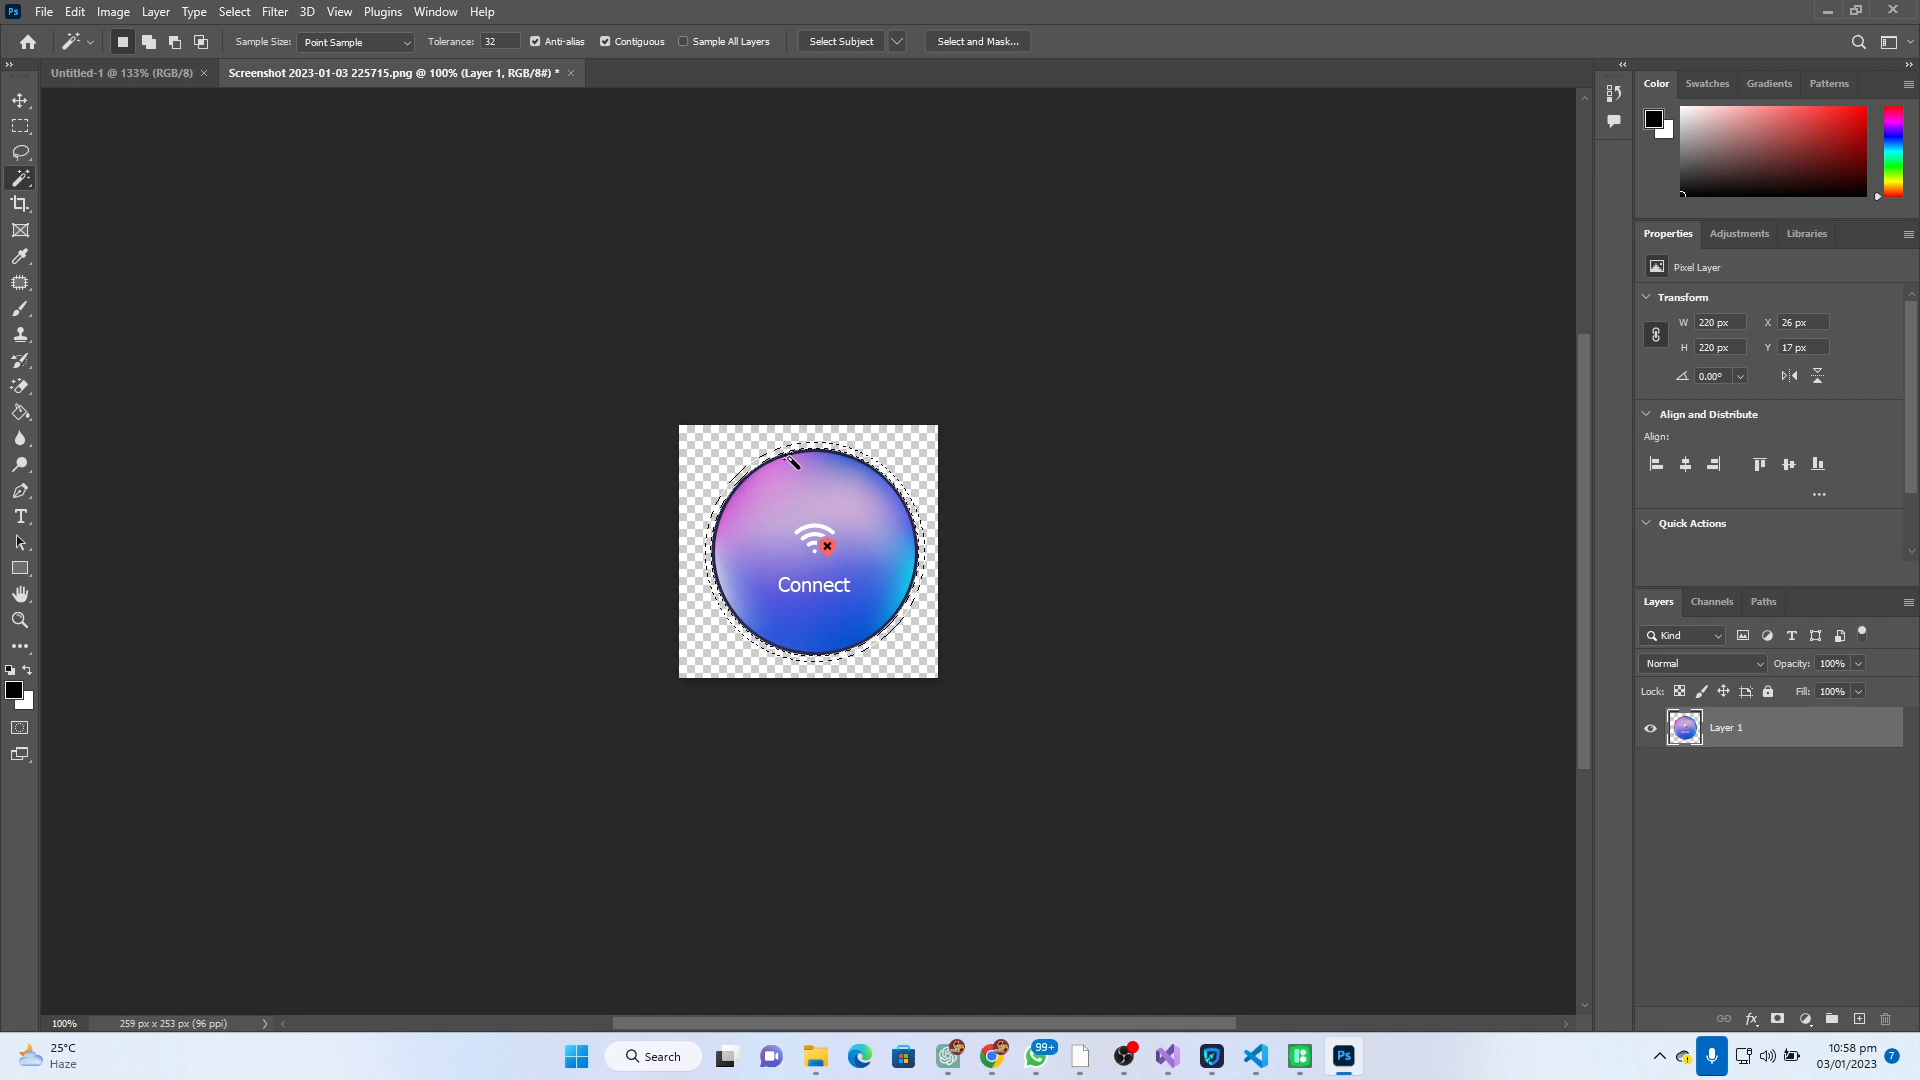 Ps File Edit Image Layer Type Select Filter 3D View Plugins Window Help
Sample Size: Point Sample Tolerance: 32 Anti-alias Contiguous Sample All Layers Select Subject Select and Mask...
Untitled-1 @ 133% (RGB/8) × Screenshot 2023-01-03 225715.png @ 100% (Layer 1, RGB/8#) * ×
Color Swatches Gradients Patterns
Properties Adjustments Libraries
Pixel Layer
Transform
W 220 px X 26 px
H 220 px Y 17 px
0.00°
Align and Distribute
Align:
Quick Actions
Connect
Layers Channels Paths
Kind
Normal Opacity: 100%
Lock: Fill: 100%
Layer 1
100% 259 px x 253 px (96 ppi)
25°C
Haze
Search
99+
Ps
10:58 pm
03/01/2023
7